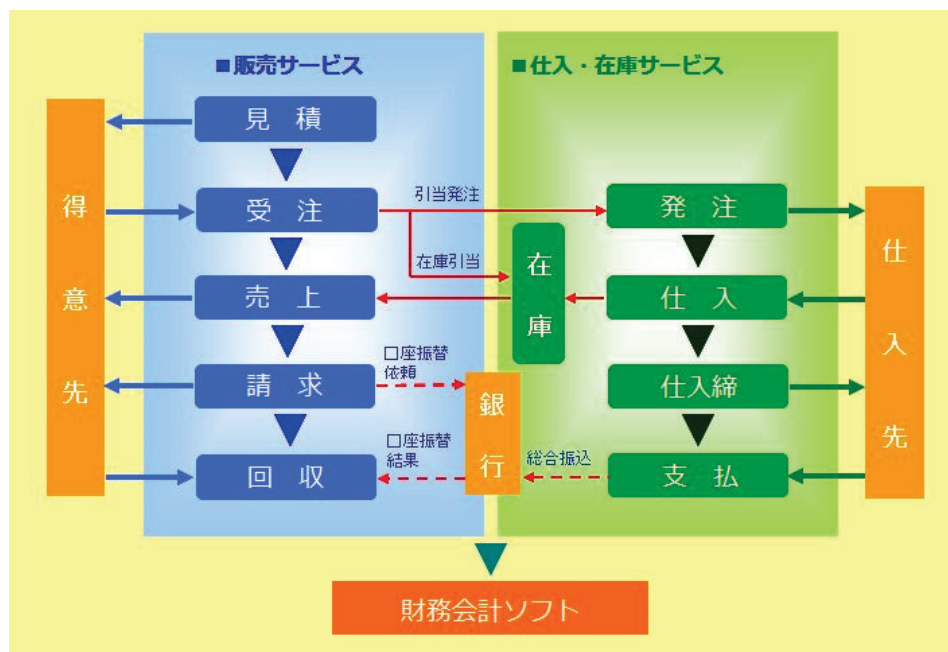 ■販売サービス
■仕入・在庫サービス
得意先
見積
受注
売上
請求
回収
引当発注
在庫引当
口座振替
依頼
口座振替
結果
在庫
銀行
総合振込
発注
仕入
仕入締
支払
仕入先
財務会計ソフト